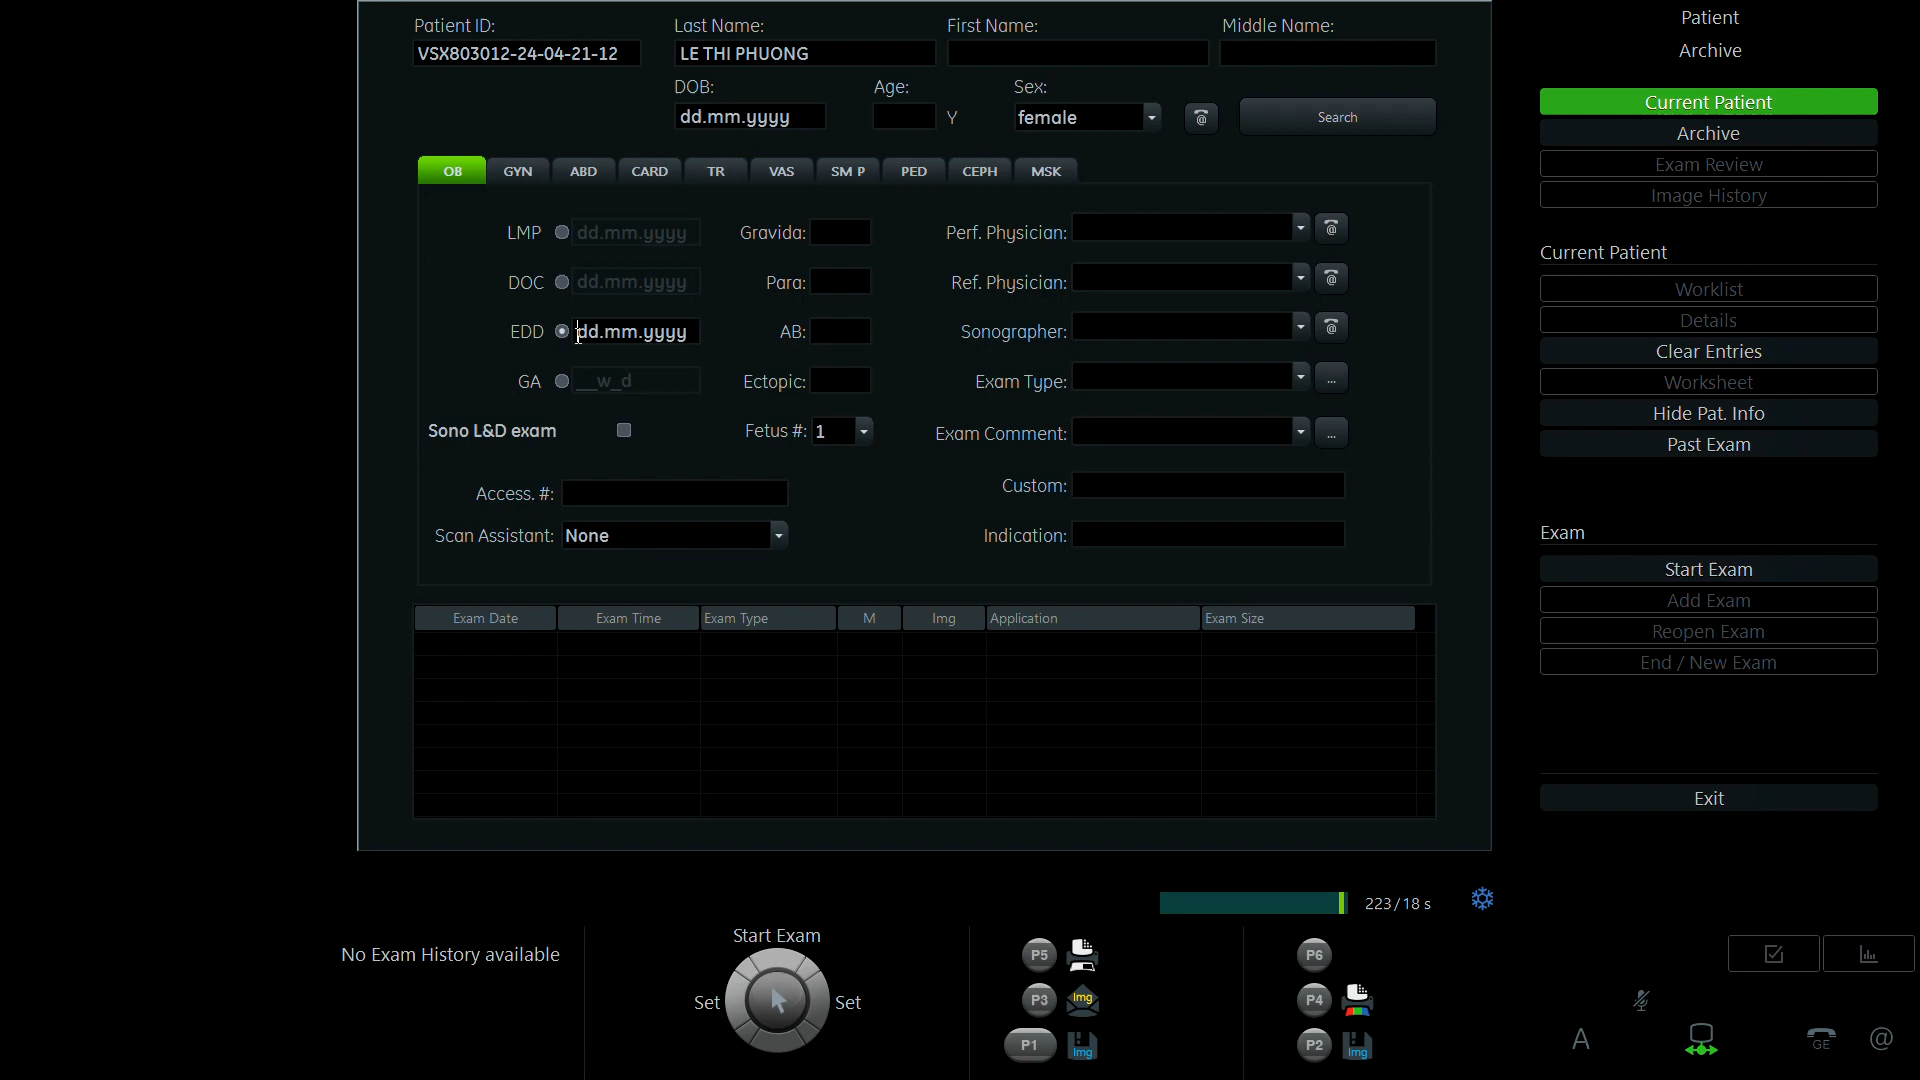 Patient ID: Last Name: First Name: Middle Name:
VSX803012-24-04-21-12 LE THI PHUONG
DOB: Age: Sex:
dd.mm.yyyy Y female @ Search
OB GYN ABD CARD TR VAS SM P PED CEPH MSK
LMP dd.mm.yyyy Gravida: Perf. Physician: @
DOC dd.mm.yyyy Para: Ref. Physician: @
EDD dd.mm.yyyy AB: Sonographer: @
GA __w_d Ectopic: Exam Type: ...
Sono L&D exam Fetus #: 1 Exam Comment: ...
Access. #: Custom:
Scan Assistant: None Indication:
Exam Date Exam Time Exam Type M Img Application Exam Size
Patient
Archive
Current Patient
Archive
Exam Review
Image History
Current Patient
Worklist
Details
Clear Entries
Worksheet
Hide Pat. Info
Past Exam
Exam
Start Exam
Add Exam
Reopen Exam
End / New Exam
Exit
223/18 s
No Exam History available
Start Exam
Set Set
P5
P3 Img
P1 Img
P6
P4
P2 Img
A GE @